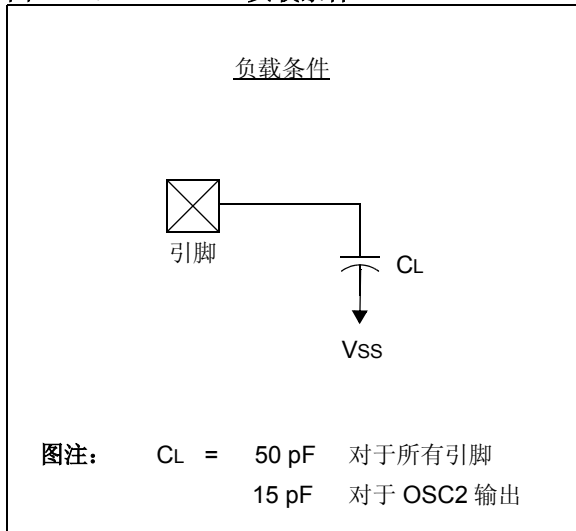 负载条件
引脚
CL
VSS
图注： CL = 50 pF 对于所有引脚
15 pF 对于 OSC2 输出